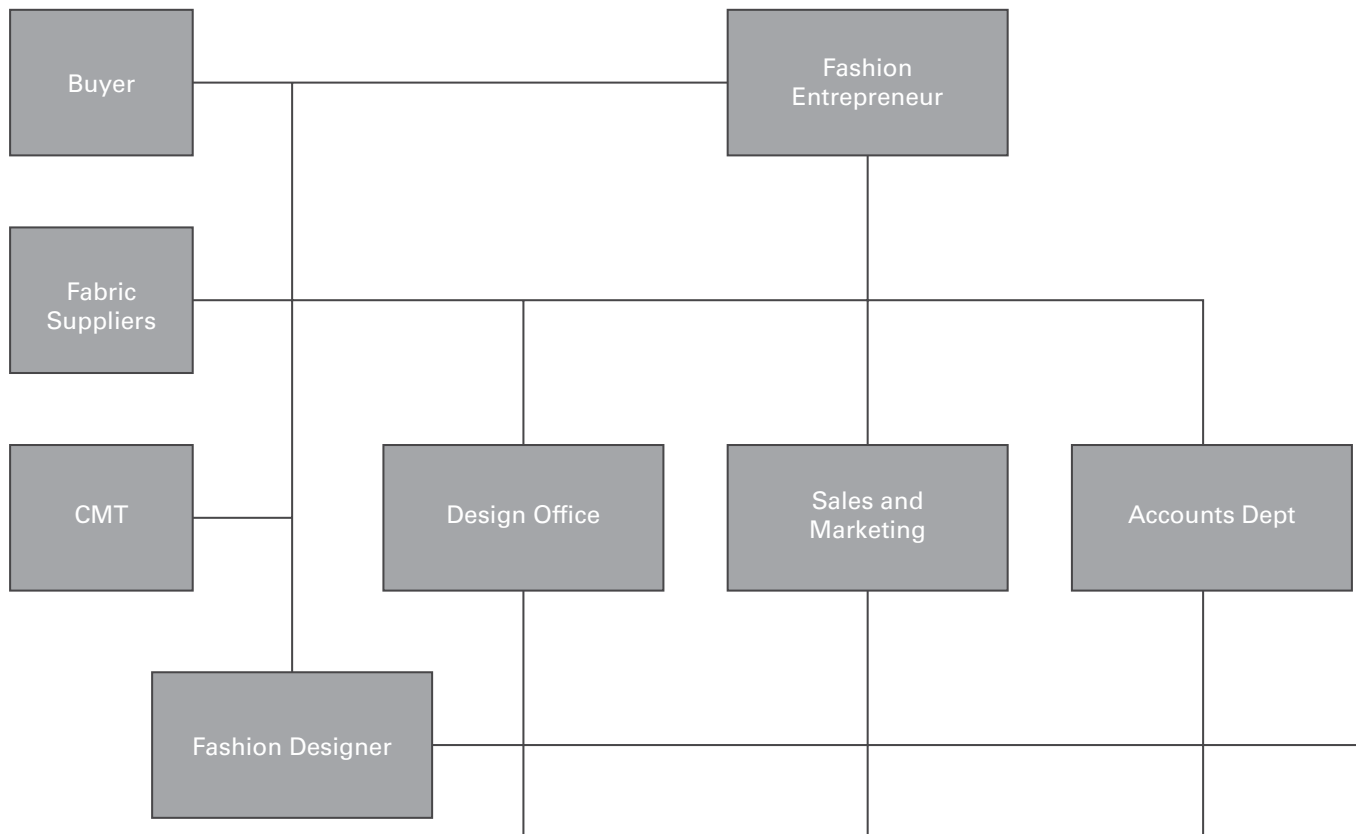 Buyer
Fashion
Entrepreneur
Fabric
Suppliers
CMT
Design Office
Sales and
Marketing
Accounts Dept
Fashion Designer